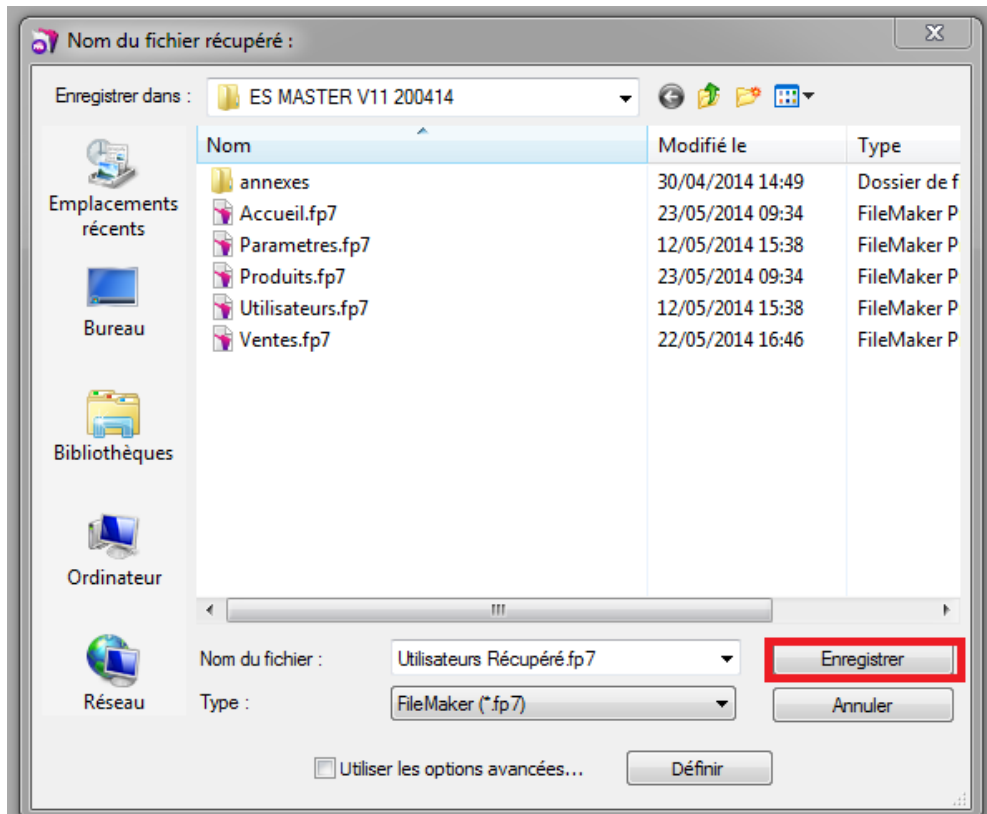 Nom du fichier récupéré :
Enregistrer dans : ES MASTER V11 200414
Nom Modifié le Type
annexes 30/04/2014 14:49 Dossier de f
Accueil.fp7 23/05/2014 09:34 FileMaker P
Parametres.fp7 12/05/2014 15:38 FileMaker P
Produits.fp7 23/05/2014 09:34 FileMaker P
Utilisateurs.fp7 12/05/2014 15:38 FileMaker P
Ventes.fp7 22/05/2014 16:46 FileMaker P
Emplacements
récents
Bureau
Bibliothèques
Ordinateur
Réseau
Nom du fichier : Utilisateurs Récupéré.fp7 Enregistrer
Type : FileMaker (*.fp7) Annuler
Utiliser les options avancées... Définir